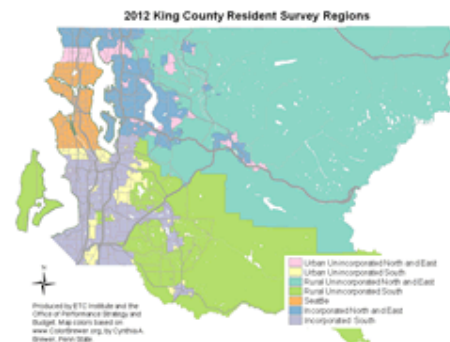 2012 King County Resident Survey Regions
N
Urban Unincorporated North and East
Urban Unincorporated South
Rural Unincorporated North and East
Rural Unincorporated South
Seattle
Incorporated North and East
Incorporated South
Produced by ETC Institute and the
Office of Performance Strategy and
Budget. Map colors based on
www.ColorBrewer.org, by Cynthia A.
Brewer, Penn State.